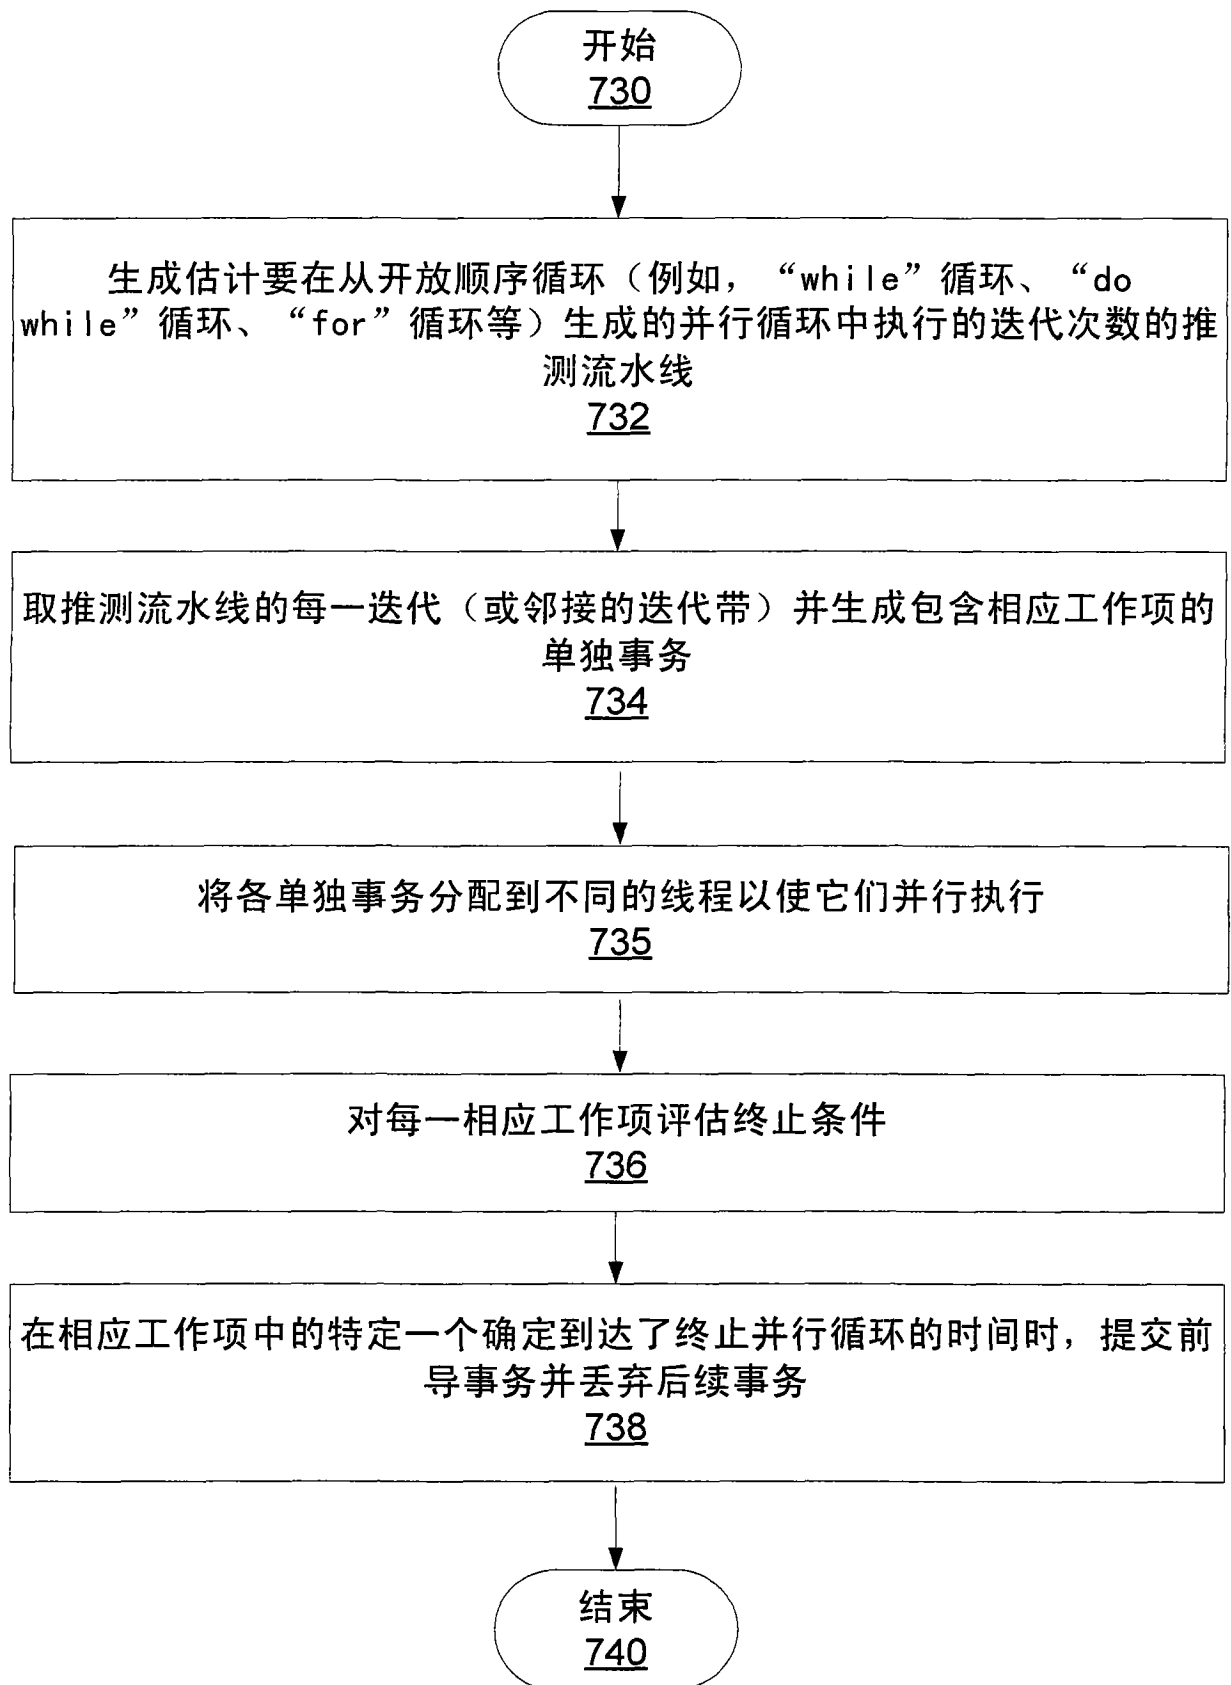 开始
730
生成估计要在从开放顺序循环（例如，“while”循环、“do
while”循环、“for”循环等）生成的并行循环中执行的迭代次数的推
测流水线
732
取推测流水线的每一迭代（或邻接的迭代带）并生成包含相应工作项的
单独事务
734
将各单独事务分配到不同的线程以使它们并行执行
735
对每一相应工作项评估终止条件
736
在相应工作项中的特定一个确定到达了终止并行循环的时间时，提交前
导事务并丢弃后续事务
738
结束
740